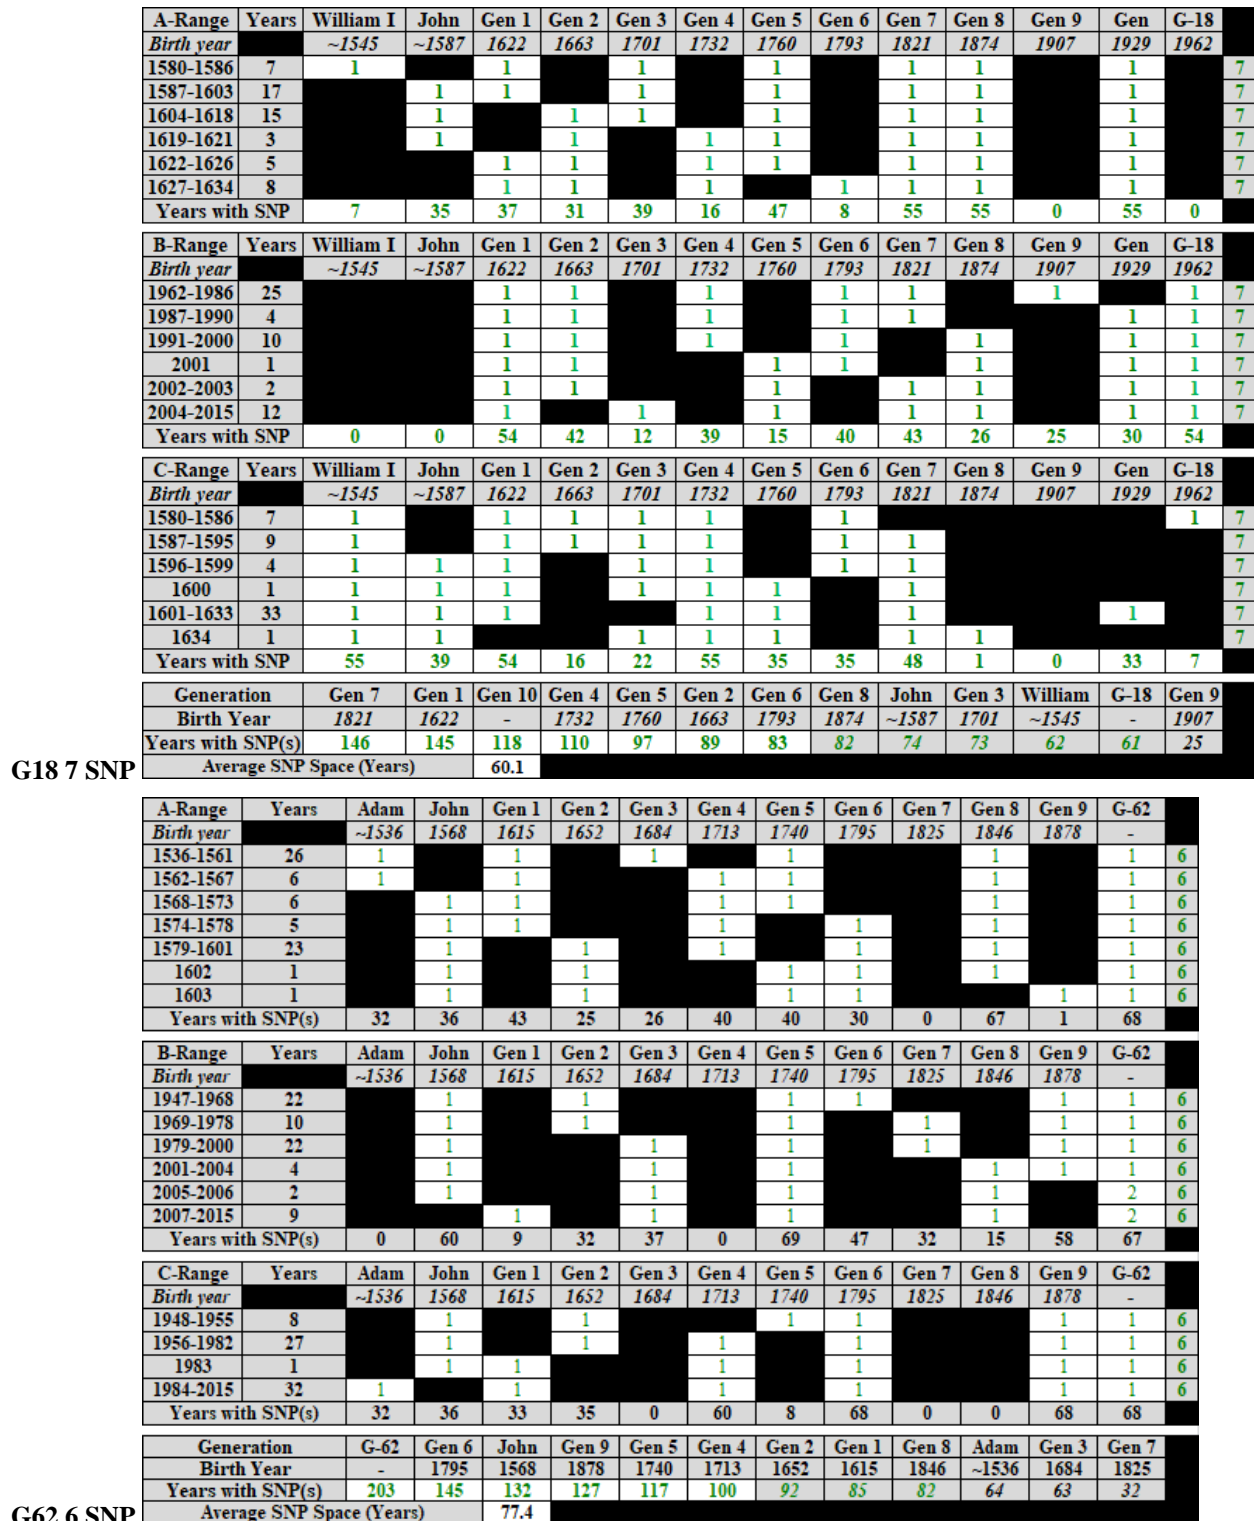 A-Range Years William I John Gen 1 Gen 2 Gen 3 Gen 4 Gen 5 Gen 6 Gen 7 Gen 8 Gen 9 Gen G-18
Birth year ~1545 ~1587 1622 1663 1701 1732 1760 1793 1821 1874 1907 1929 1962
1580-1586 7 1 1 1 1 1 1 1 7
1587-1603 17 1 1 1 1 1 1 1 7
1604-1618 15 1 1 1 1 1 1 1 7
1619-1621 3 1 1 1 1 1 1 1 7
1622-1626 5 1 1 1 1 1 1 1 7
1627-1634 8 1 1 1 1 1 1 1 7
Years with SNP 7 35 37 31 39 16 47 8 55 55 0 55 0
B-Range Years William I John Gen 1 Gen 2 Gen 3 Gen 4 Gen 5 Gen 6 Gen 7 Gen 8 Gen 9 Gen G-18
Birth year ~1545 ~1587 1622 1663 1701 1732 1760 1793 1821 1874 1907 1929 1962
1962-1986 25 1 1 1 1 1 1 1 7
1987-1990 4 1 1 1 1 1 1 1 7
1991-2000 10 1 1 1 1 1 1 1 7
2001 1 1 1 1 1 1 1 1 7
2002-2003 2 1 1 1 1 1 1 1 7
2004-2015 12 1 1 1 1 1 1 1 7
Years with SNP 0 0 54 42 12 39 15 40 43 26 25 30 54
C-Range Years William I John Gen 1 Gen 2 Gen 3 Gen 4 Gen 5 Gen 6 Gen 7 Gen 8 Gen 9 Gen G-18
Birth year ~1545 ~1587 1622 1663 1701 1732 1760 1793 1821 1874 1907 1929 1962
1580-1586 7 1 1 1 1 1 1 1 7
1587-1595 9 1 1 1 1 1 1 1 7
1596-1599 4 1 1 1 1 1 1 1 7
1600 1 1 1 1 1 1 1 1 7
1601-1633 33 1 1 1 1 1 1 1 7
1634 1 1 1 1 1 1 1 1 7
Years with SNP 55 39 54 16 22 55 35 35 48 1 0 33 7
Generation Gen 7 Gen 1 Gen 10 Gen 4 Gen 5 Gen 2 Gen 6 Gen 8 John Gen 3 William G-18 Gen 9
Birth Year 1821 1622 - 1732 1760 1663 1793 1874 ~1587 1701 ~1545 - 1907
Years with SNP(s) 146 145 118 110 97 89 83 82 74 73 62 61 25
G18 7 SNP Average SNP Space (Years) 60.1
A-Range Years Adam John Gen 1 Gen 2 Gen 3 Gen 4 Gen 5 Gen 6 Gen 7 Gen 8 Gen 9 G-62
Birth year ~1536 1568 1615 1652 1684 1713 1740 1795 1825 1846 1878 -
1536-1561 26 1 1 1 1 1 1 6
1562-1567 6 1 1 1 1 1 1 6
1568-1573 6 1 1 1 1 1 1 6
1574-1578 5 1 1 1 1 1 1 6
1579-1601 23 1 1 1 1 1 1 6
1602 1 1 1 1 1 1 1 6
1603 1 1 1 1 1 1 1 6
Years with SNP(s) 32 36 43 25 26 40 40 30 0 67 1 68
B-Range Years Adam John Gen 1 Gen 2 Gen 3 Gen 4 Gen 5 Gen 6 Gen 7 Gen 8 Gen 9 G-62
Birth year ~1536 1568 1615 1652 1684 1713 1740 1795 1825 1846 1878 -
1947-1968 22 1 1 1 1 1 1 6
1969-1978 10 1 1 1 1 1 1 6
1979-2000 22 1 1 1 1 1 1 6
2001-2004 4 1 1 1 1 1 1 6
2005-2006 2 1 1 1 1 2 6
2007-2015 9 1 1 1 1 2 6
Years with SNP(s) 0 60 9 32 37 0 69 47 32 15 58 67
C-Range Years Adam John Gen 1 Gen 2 Gen 3 Gen 4 Gen 5 Gen 6 Gen 7 Gen 8 Gen 9 G-62
Birth year ~1536 1568 1615 1652 1684 1713 1740 1795 1825 1846 1878 -
1948-1955 8 1 1 1 1 1 1 6
1956-1982 27 1 1 1 1 1 1 6
1983 1 1 1 1 1 1 1 6
1984-2015 32 1 1 1 1 1 1 6
Years with SNP(s) 32 36 33 35 0 60 8 68 0 0 68 68
Generation G-62 Gen 6 John Gen 9 Gen 5 Gen 4 Gen 2 Gen 1 Gen 8 Adam Gen 3 Gen 7
Birth Year - 1795 1568 1878 1740 1713 1652 1615 1846 ~1536 1684 1825
Years with SNP(s) 203 145 132 127 117 100 92 85 82 64 63 32
G62 6 SNP Average SNP Space (Years) 77.4